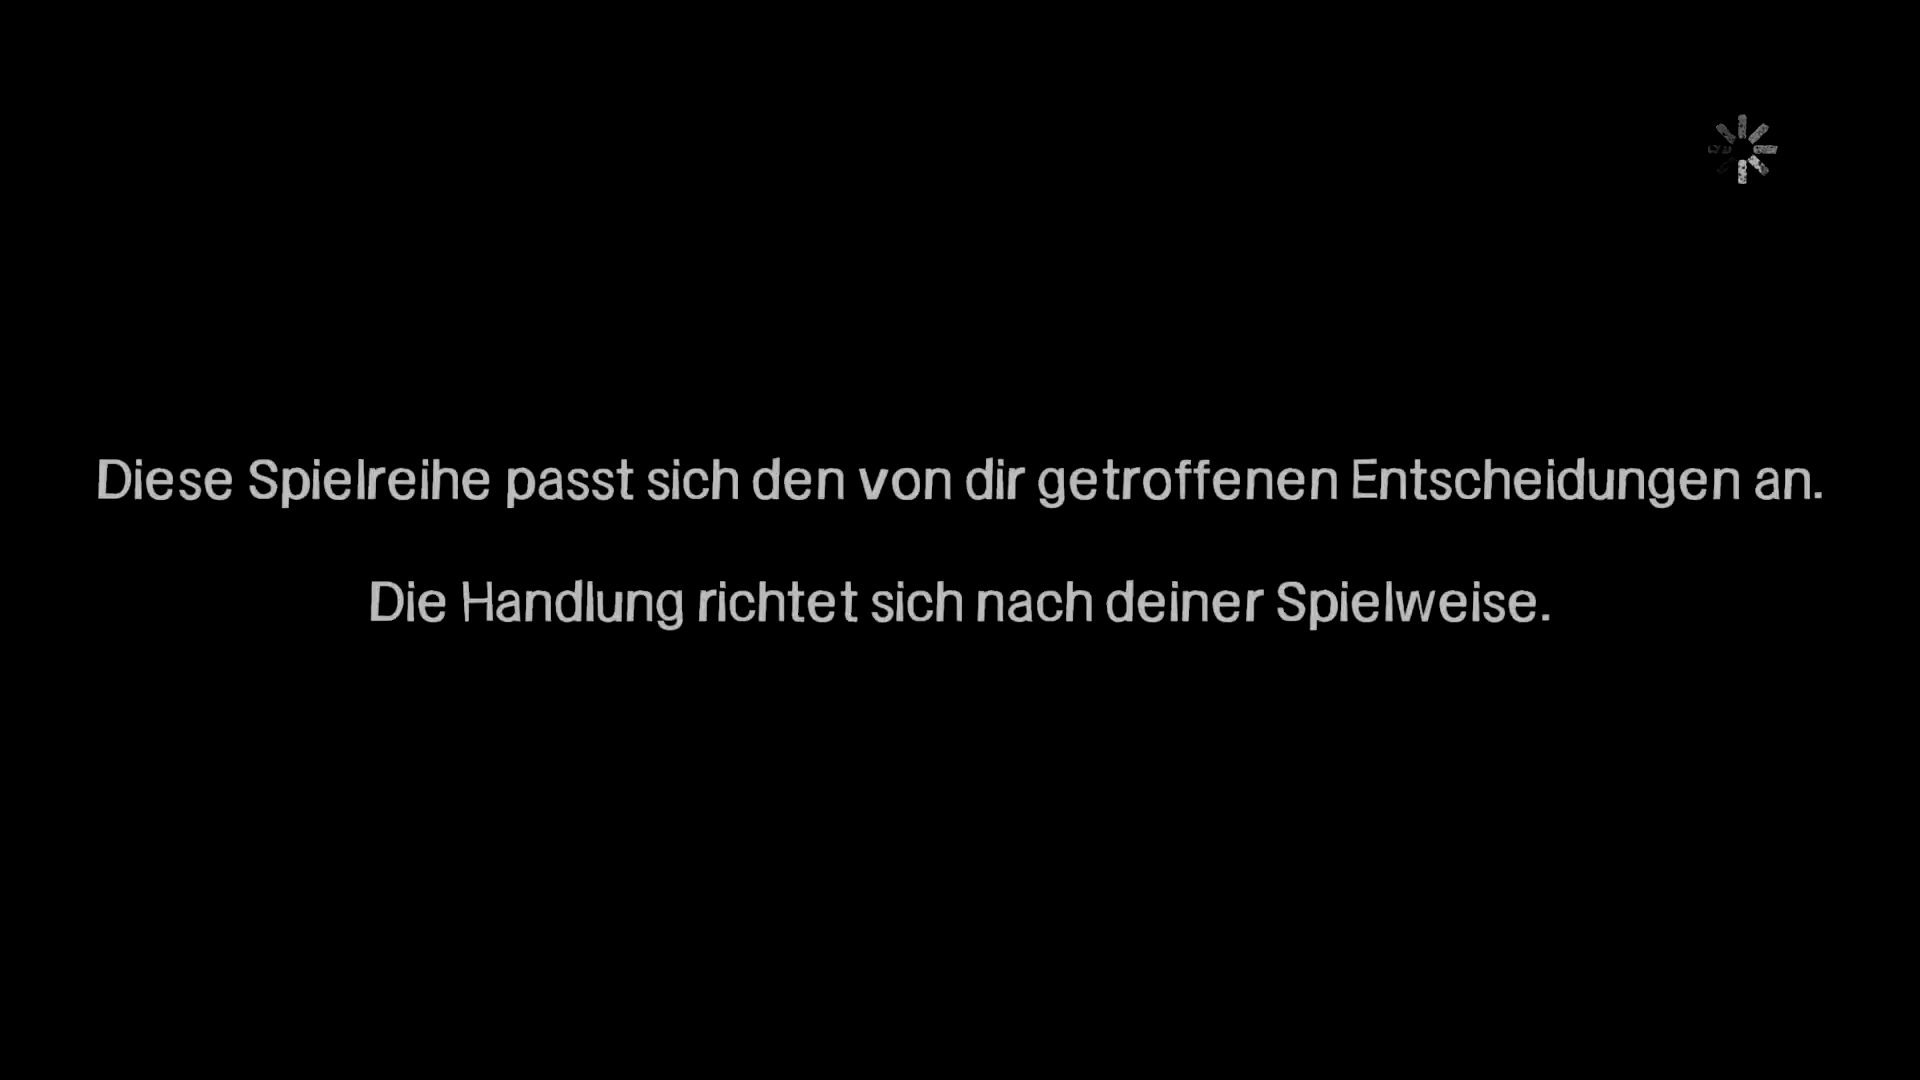 Diese Spielreihe passt sich den von dir getroffenen Entscheidungen an.
Die Handlung richtet sich nach deiner Spielweise.